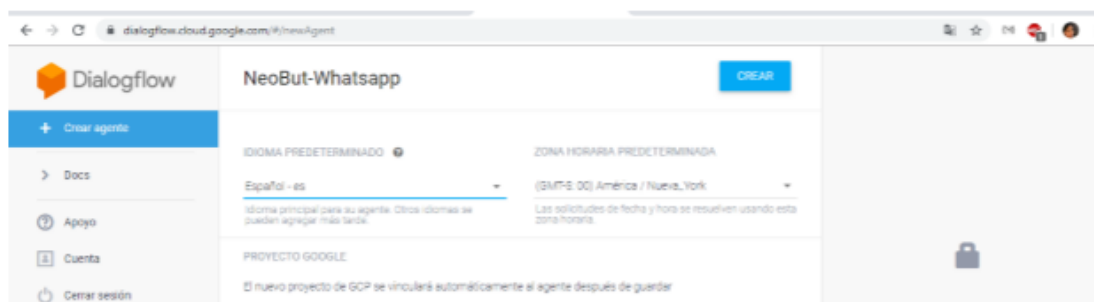 dialogflow.cloud.google.com/#/newAgent
Dialogflow
NeoBut-Whatsapp
CREAR
+ Crear agente
IDIOMA PREDETERMINADO
ZONA HORARIA PREDETERMINADA
Docs
Español - es
(GMT-5: 00) América / Nueva_York
Idioma principal para su agente. Otros idiomas se
pueden agregar más tarde.
Las solicitudes de fecha y hora se resuelven usando esta
zona horaria.
Apoyo
Cuenta
PROYECTO GOOGLE
El nuevo proyecto de GCP se vinculará automáticamente al agente después de guardar
Cerrar sesión